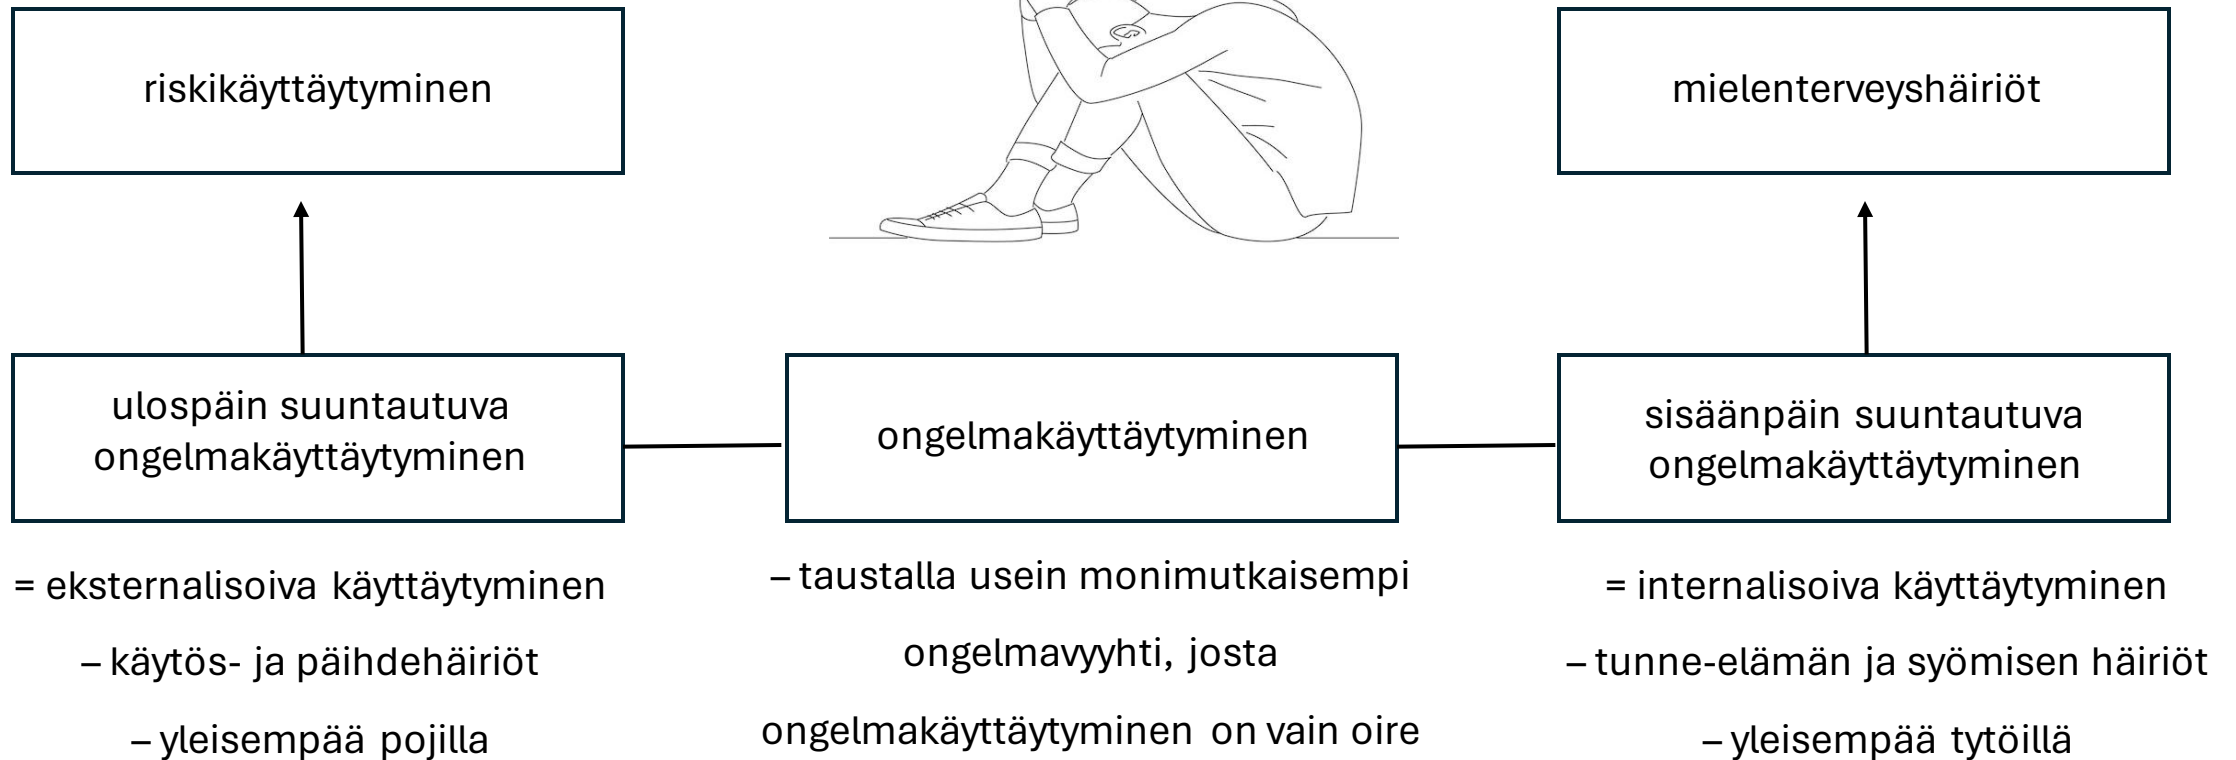 riskikäyttäytyminen
mielenterveyshäiriöt
ulospäin suuntautuva
ongelmakäyttäytyminen
ongelmakäyttäytyminen
sisäänpäin suuntautuva
ongelmakäyttäytyminen
= eksternalisoiva käyttäytyminen
– käytös- ja päihdehäiriöt
– yleisempää pojilla
– taustalla usein monimutkaisempi
ongelmavyyhti, josta
ongelmakäyttäytyminen on vain oire
= internalisoiva käyttäytyminen
– tunne-elämän ja syömisen häiriöt
– yleisempää tytöillä